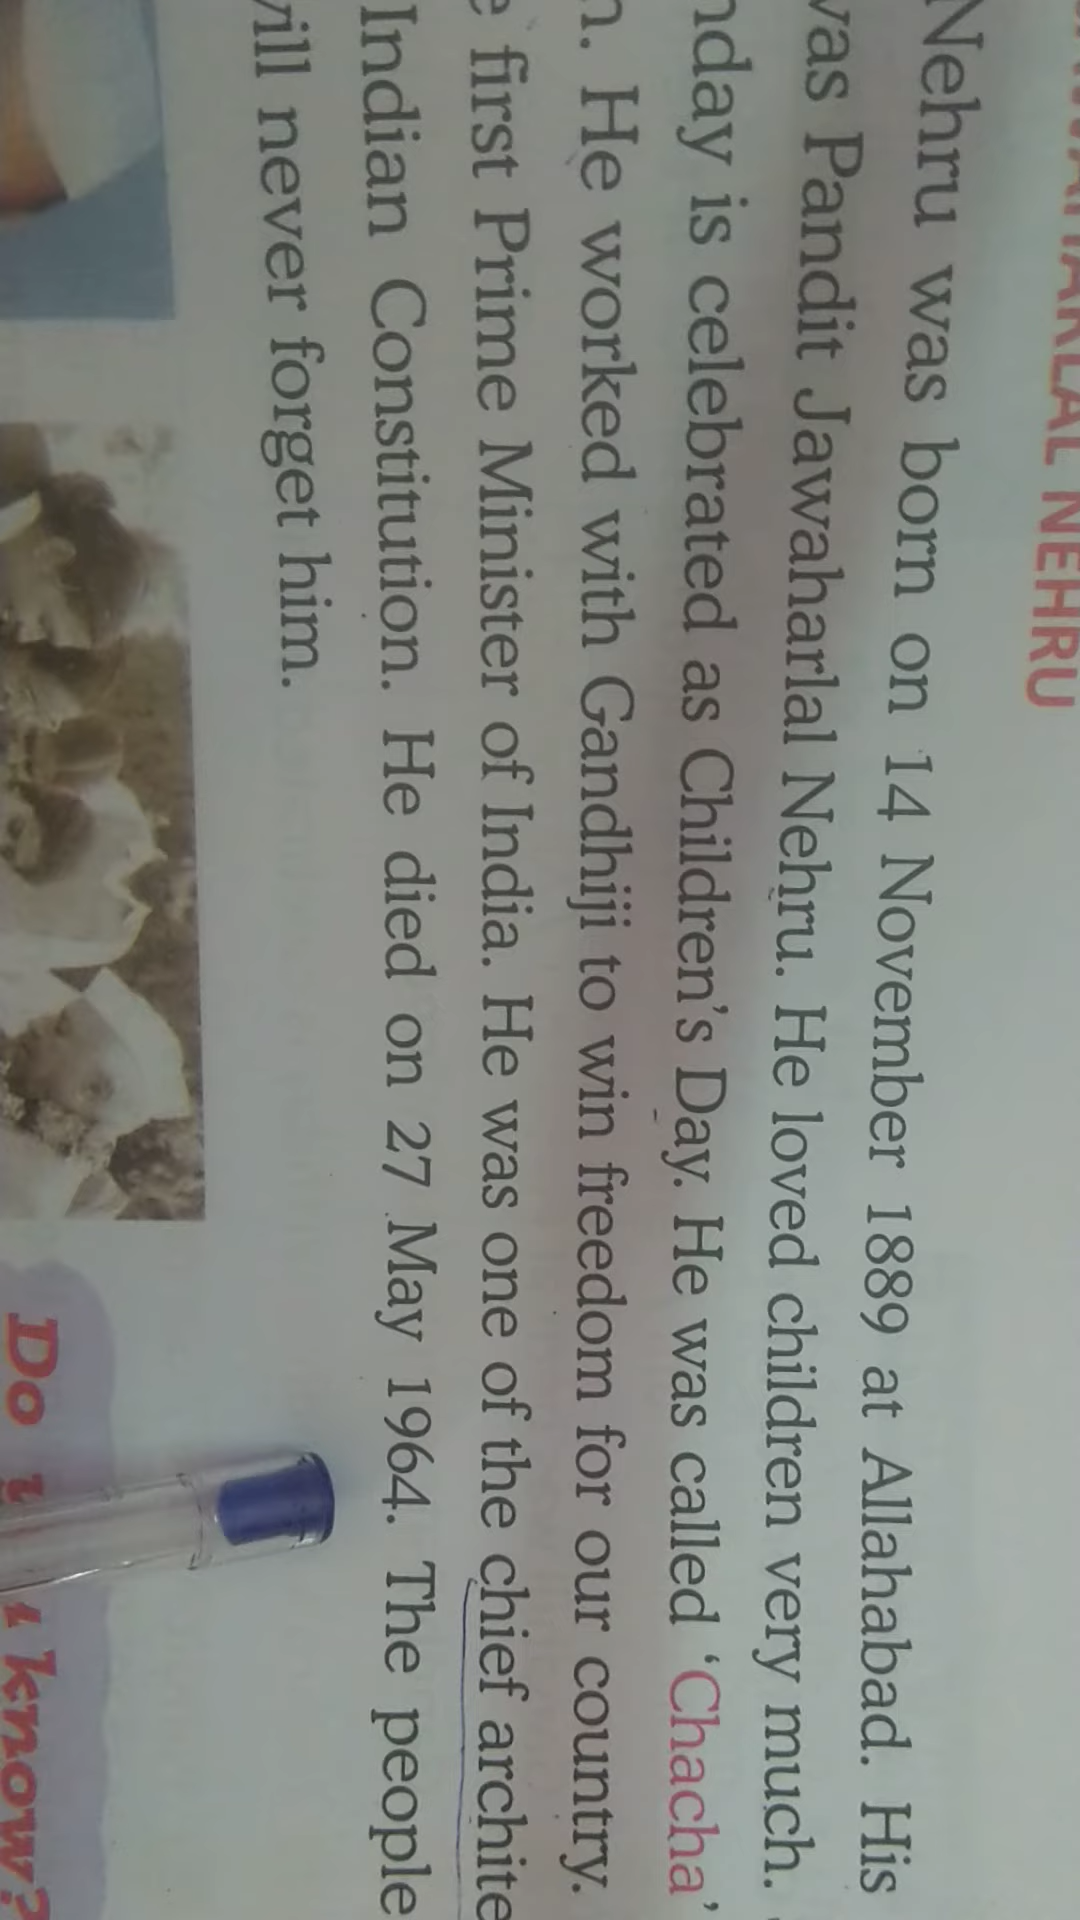 JAWAHARLAL NEHRU
Nehru was born on 14 November 1889 at Allahabad. His
was Pandit Jawaharlal Nehru. He loved children very much.
nday is celebrated as Children's Day. He was called 'Chacha'
n. He worked with Gandhiji to win freedom for our country.
e first Prime Minister of India. He was one of the chief archite
Indian Constitution. He died on 27 May 1964. The people
will never forget him.
Do know?